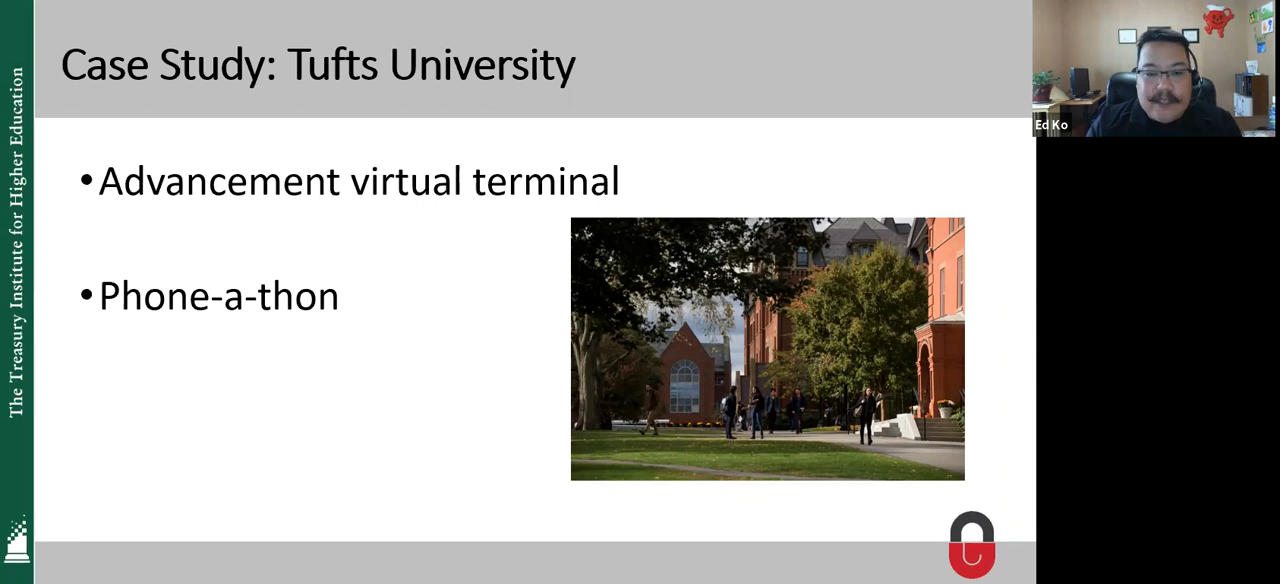 The Treasury Institute for Higher Education
Case Study: Tufts University
•Advancement virtual terminal
•Phone-a-thon
Ed Ko